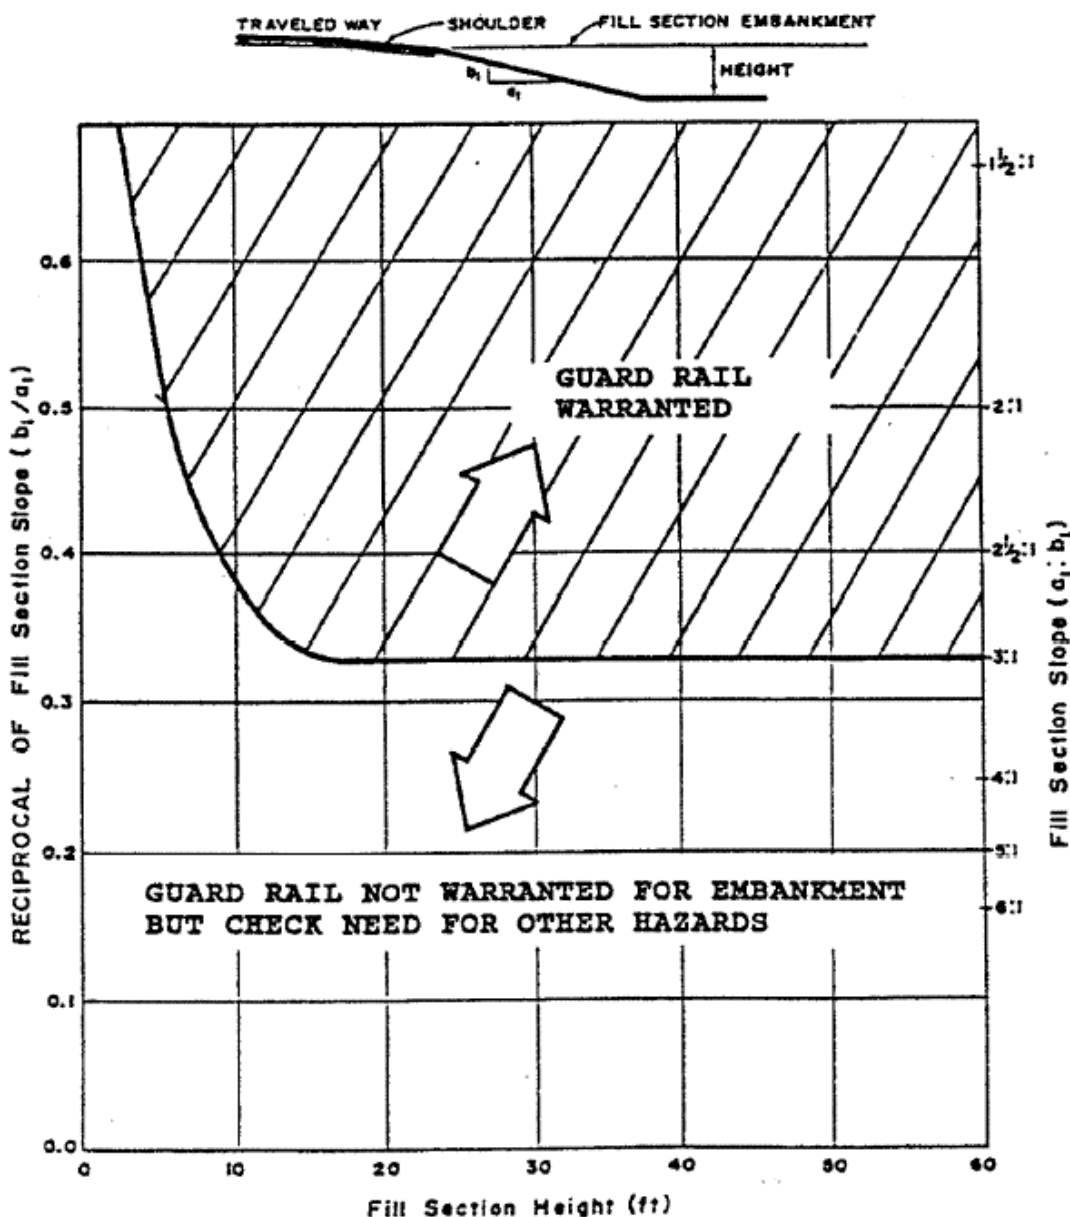 TRAVELED WAY
SHOULDER
FILL SECTION EMBANKMENT
b₁
a₁
HEIGHT
1½:1
0.6
GUARD RAIL
WARRANTED
0.5
2:1
0.4
2½:1
3:1
0.3
4:1
0.2
5:1
GUARD RAIL NOT WARRANTED FOR EMBANKMENT
BUT CHECK NEED FOR OTHER HAZARDS
6:1
0.1
0.0
0 10 20 30 40 50 60
Fill Section Height (ft)
RECIPROCAL OF Fill Section Slope (b₁/a₁)
Fill Section Slope (a₁:b₁)